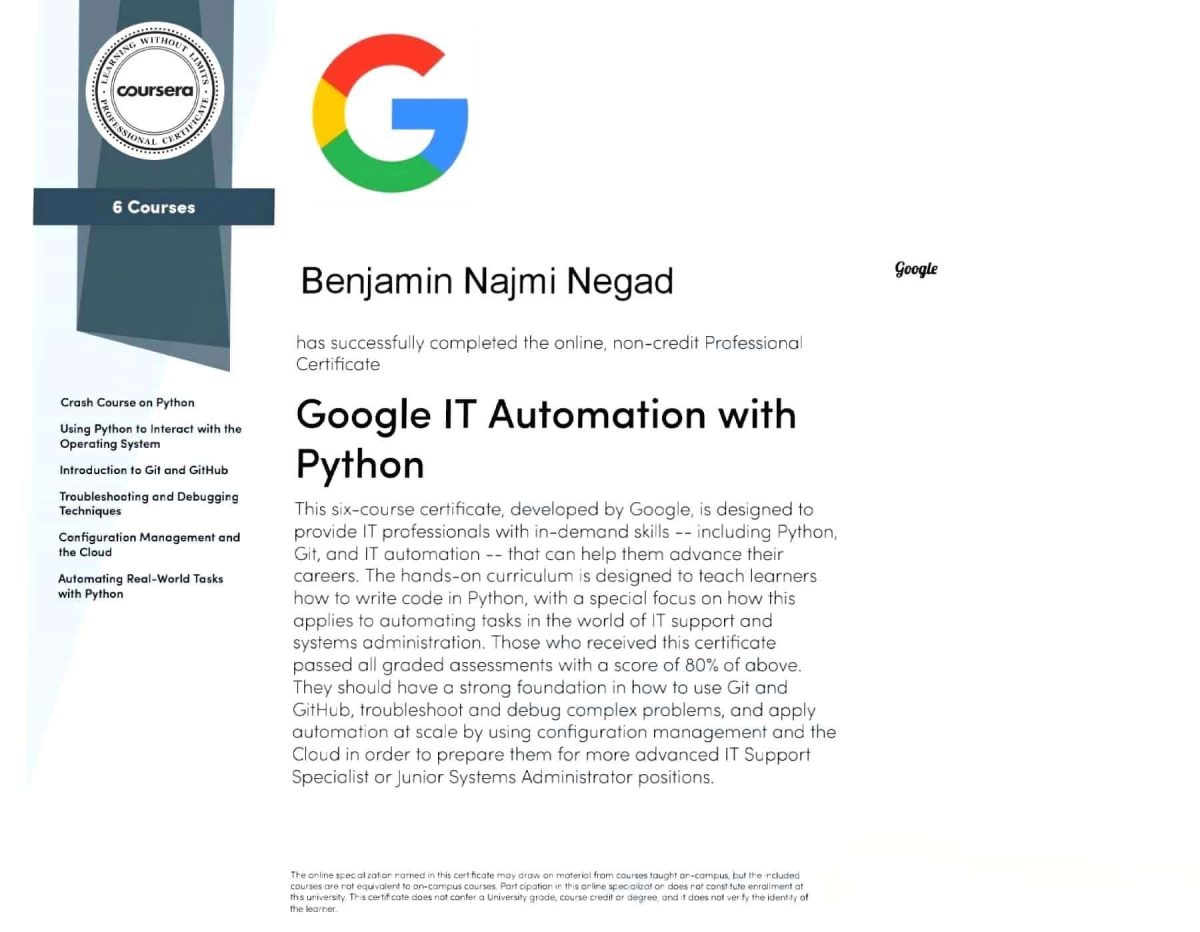 LEARNING WITHOUT LIMITS
coursera
PROFESSIONAL CERTIFICATE
6 Courses
Crash Course on Python
Using Python to Interact with the
Operating System
Introduction to Git and GitHub
Troubleshooting and Debugging
Techniques
Configuration Management and
the Cloud
Automating Real-World Tasks
with Python
Benjamin Najmi Negad
Google
has successfully completed the online, non-credit Professional
Certificate
Google IT Automation with
Python
This six-course certificate, developed by Google, is designed to
provide IT professionals with in-demand skills -- including Python,
Git, and IT automation -- that can help them advance their
careers. The hands-on curriculum is designed to teach learners
how to write code in Python, with a special focus on how this
applies to automating tasks in the world of IT support and
systems administration. Those who received this certificate
passed all graded assessments with a score of 80% of above.
They should have a strong foundation in how to use Git and
GitHub, troubleshoot and debug complex problems, and apply
automation at scale by using configuration management and the
Cloud in order to prepare them for more advanced IT Support
Specialist or Junior Systems Administrator positions.
The online specialization named in this certificate may draw on material from courses taught on-campus, but the included
courses are not equivalent to on-campus courses. Participation in this online specialization does not constitute enrollment at
this university. This certificate does not confer a University grade, course credit or degree, and it does not verify the identity of
the learner.